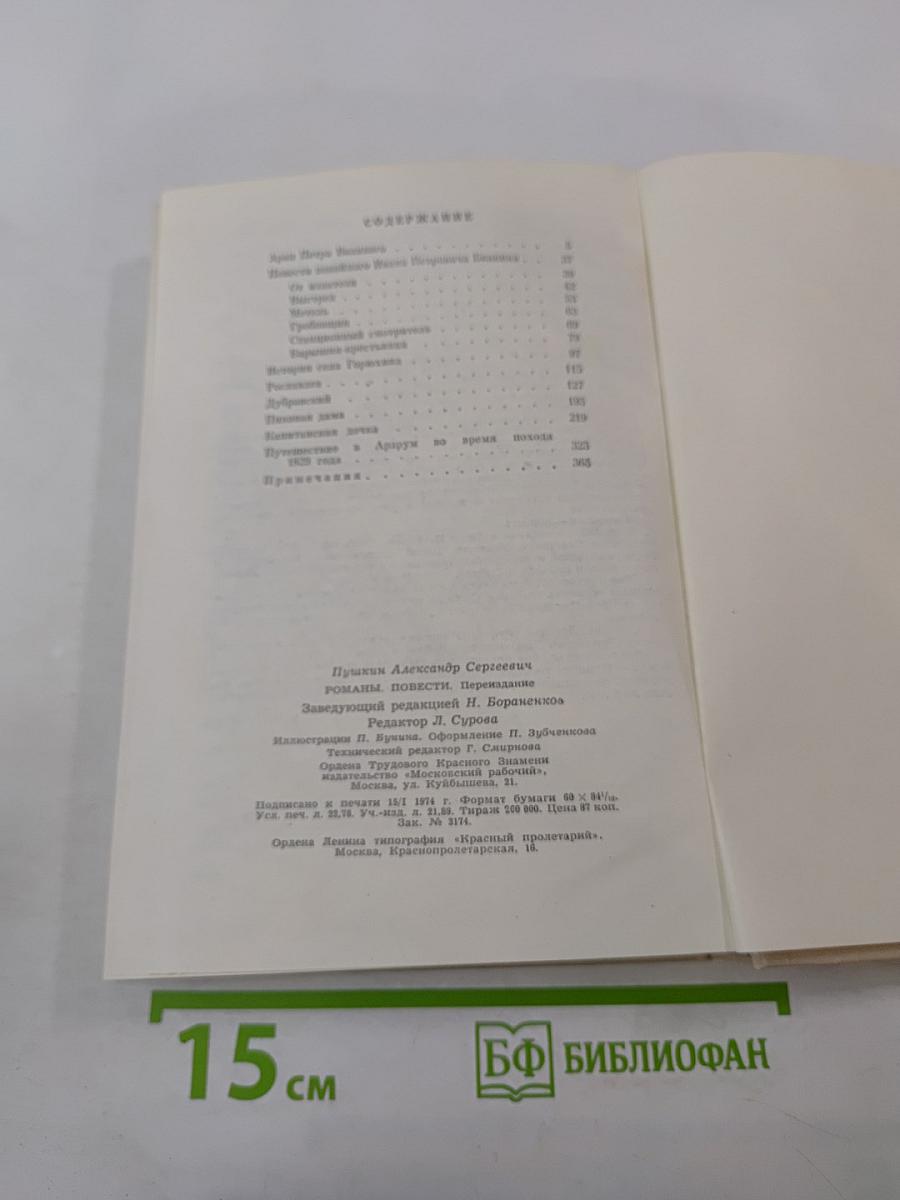 СОДЕРЖАНИЕ
Арап Петра Великого 5
Повести покойного Ивана Петровича Белкина 37
От издателя 39
Выстрел 42
Метель 53
Гробовщик 63
Станционный смотритель 69
Барышня-крестьянка 79
История села Горюхина 97
Рославлев 115
Дубровский 127
Пиковая дама 193
Капитанская дочка 219
Путешествие в Арзрум во время похода
1829 года 323
Примечания 365
Пушкин Александр Сергеевич
РОМАНЫ. ПОВЕСТИ. Переиздание
Заведующий редакцией Н. Бораненков
Редактор Л. Сурова
Иллюстрации П. Бунина. Оформление П. Зубченкова
Технический редактор Г. Смирнова
Ордена Трудового Красного Знамени
издательство «Московский рабочий»,
Москва, ул. Куйбышева, 21.
Подписано к печати 15/I 1974 г. Формат бумаги 60 × 84 1/16.
Усл. печ. л. 22,78. Уч.-изд. л. 21,89. Тираж 200 000. Цена 87 коп.
Зак. № 3174.
Ордена Ленина типография «Красный пролетарий».
Москва, Краснопролетарская, 16.
15 см
БФ БИБЛИОФАН